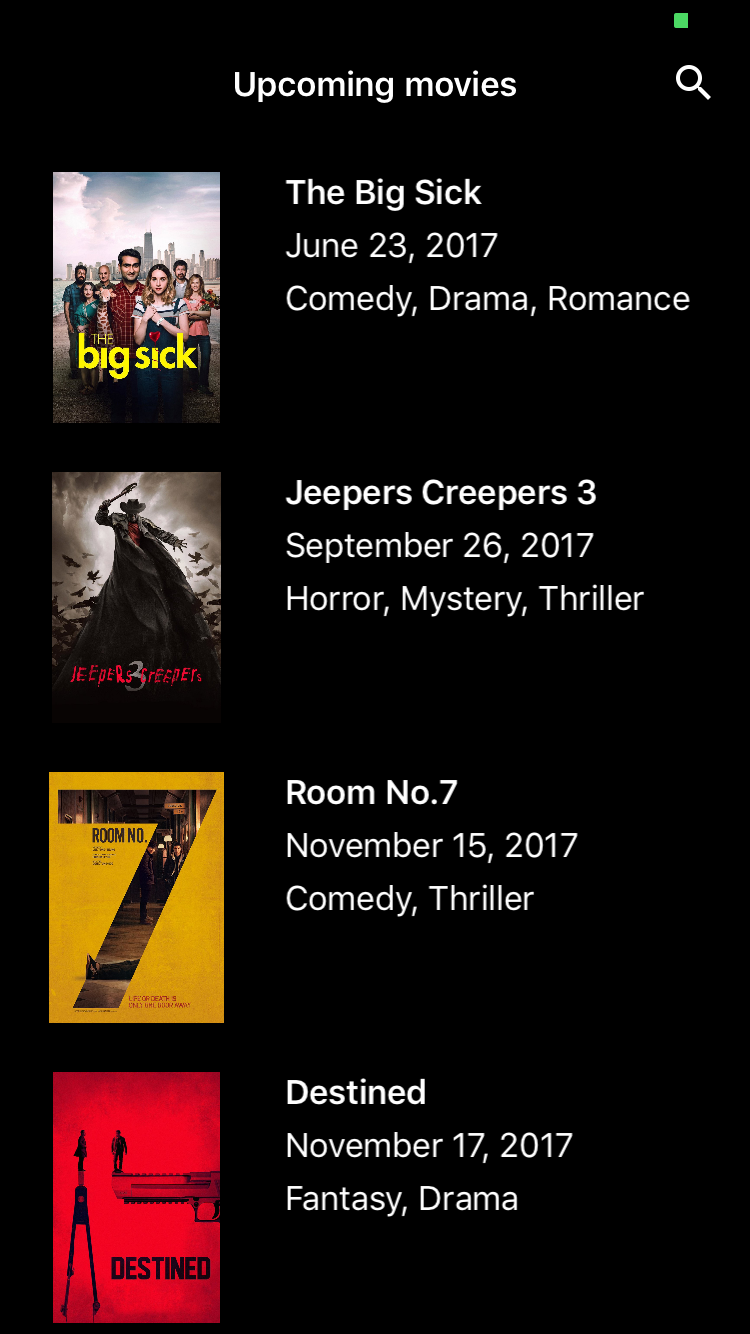 Upcoming movies
The Big Sick
June 23, 2017
Comedy, Drama, Romance
THE
big sick
Jeepers Creepers 3
September 26, 2017
Horror, Mystery, Thriller
JEEPERS 3 CREEPERS
Room No.7
November 15, 2017
Comedy, Thriller
ROOM NO.
7
LIFE OR DEATH IS
ONLY ONE DOOR AWAY
Destined
November 17, 2017
Fantasy, Drama
DESTINED